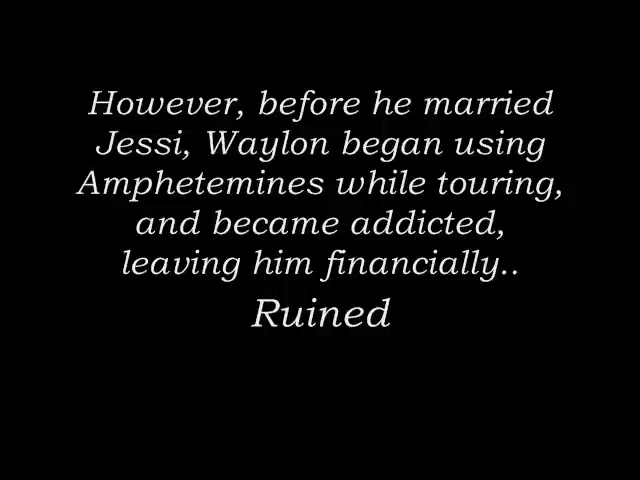 However, before he married
Jessi, Waylon began using
Amphetemines while touring,
and became addicted,
leaving him financially..
Ruined